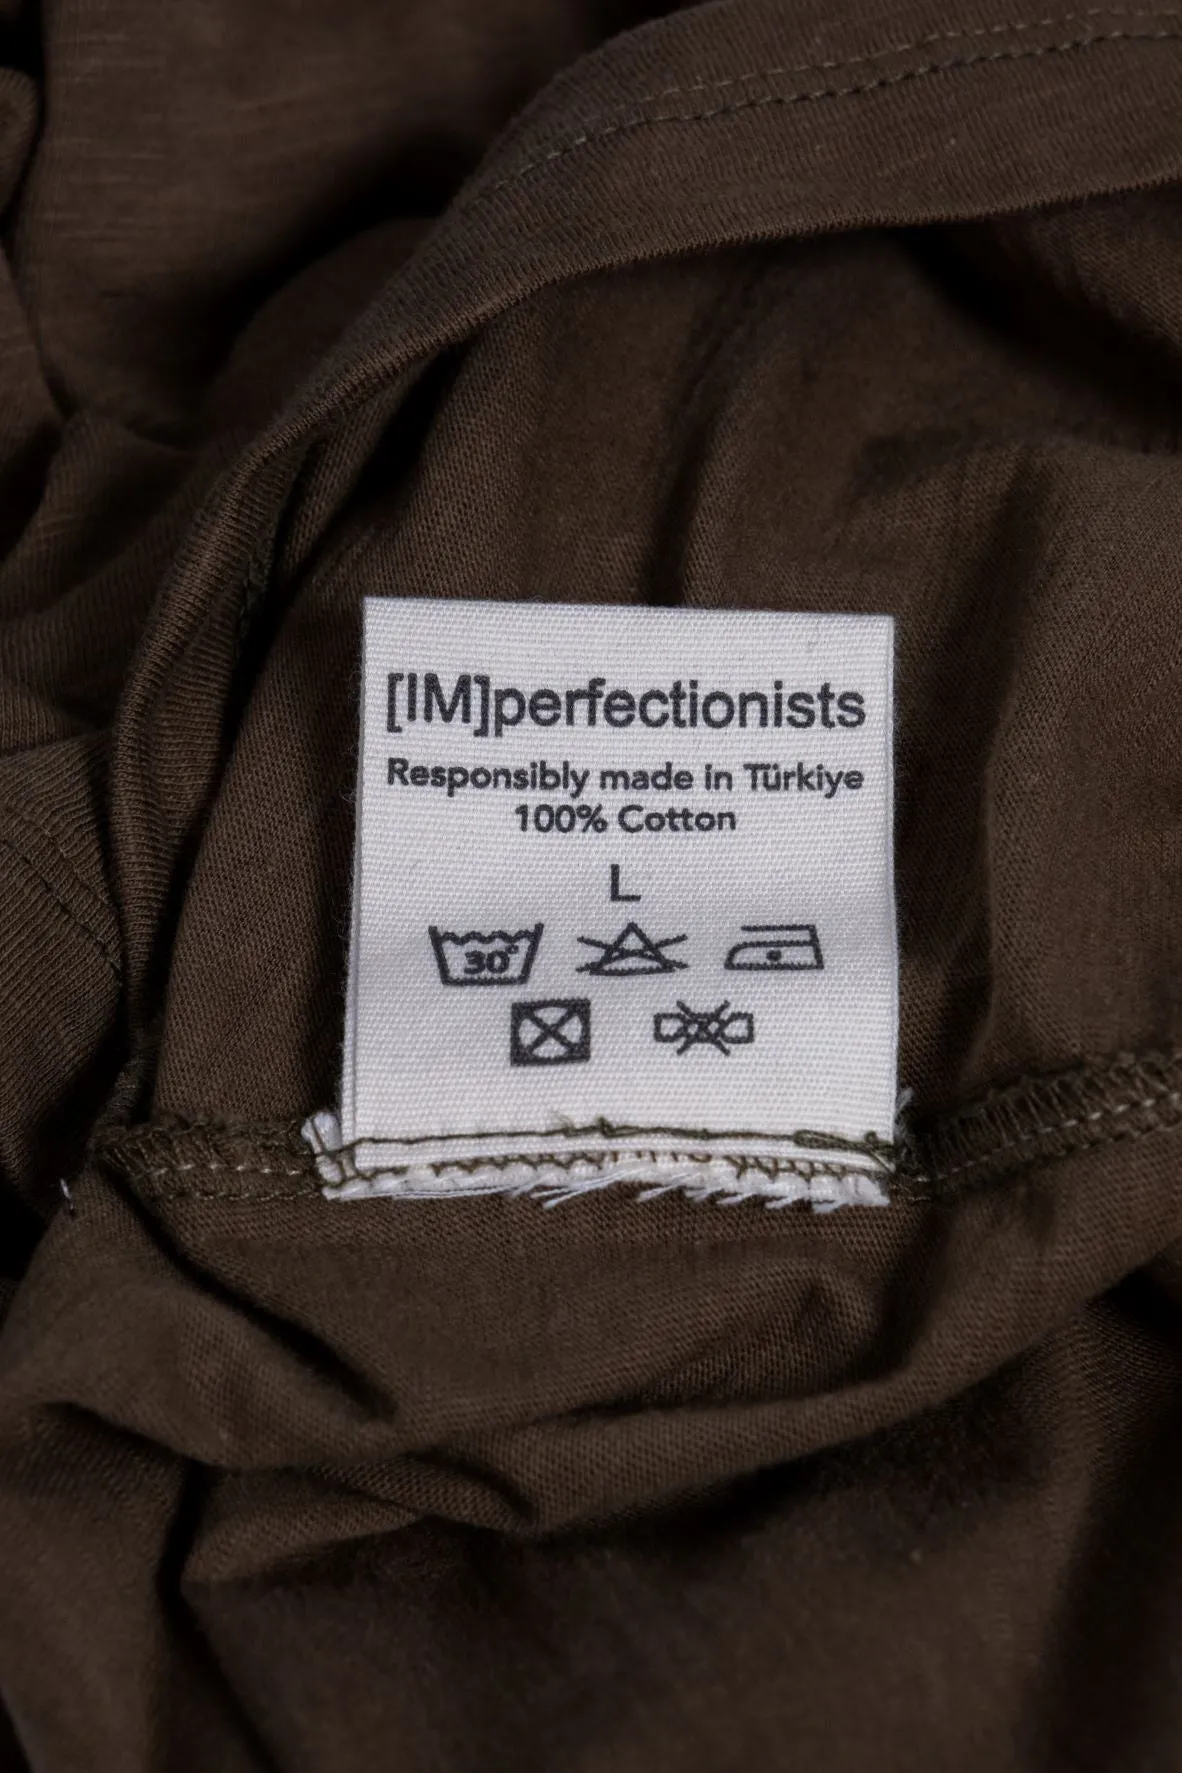 [IM]perfectionists
Responsibly made in Türkiye
100% Cotton
L
30°